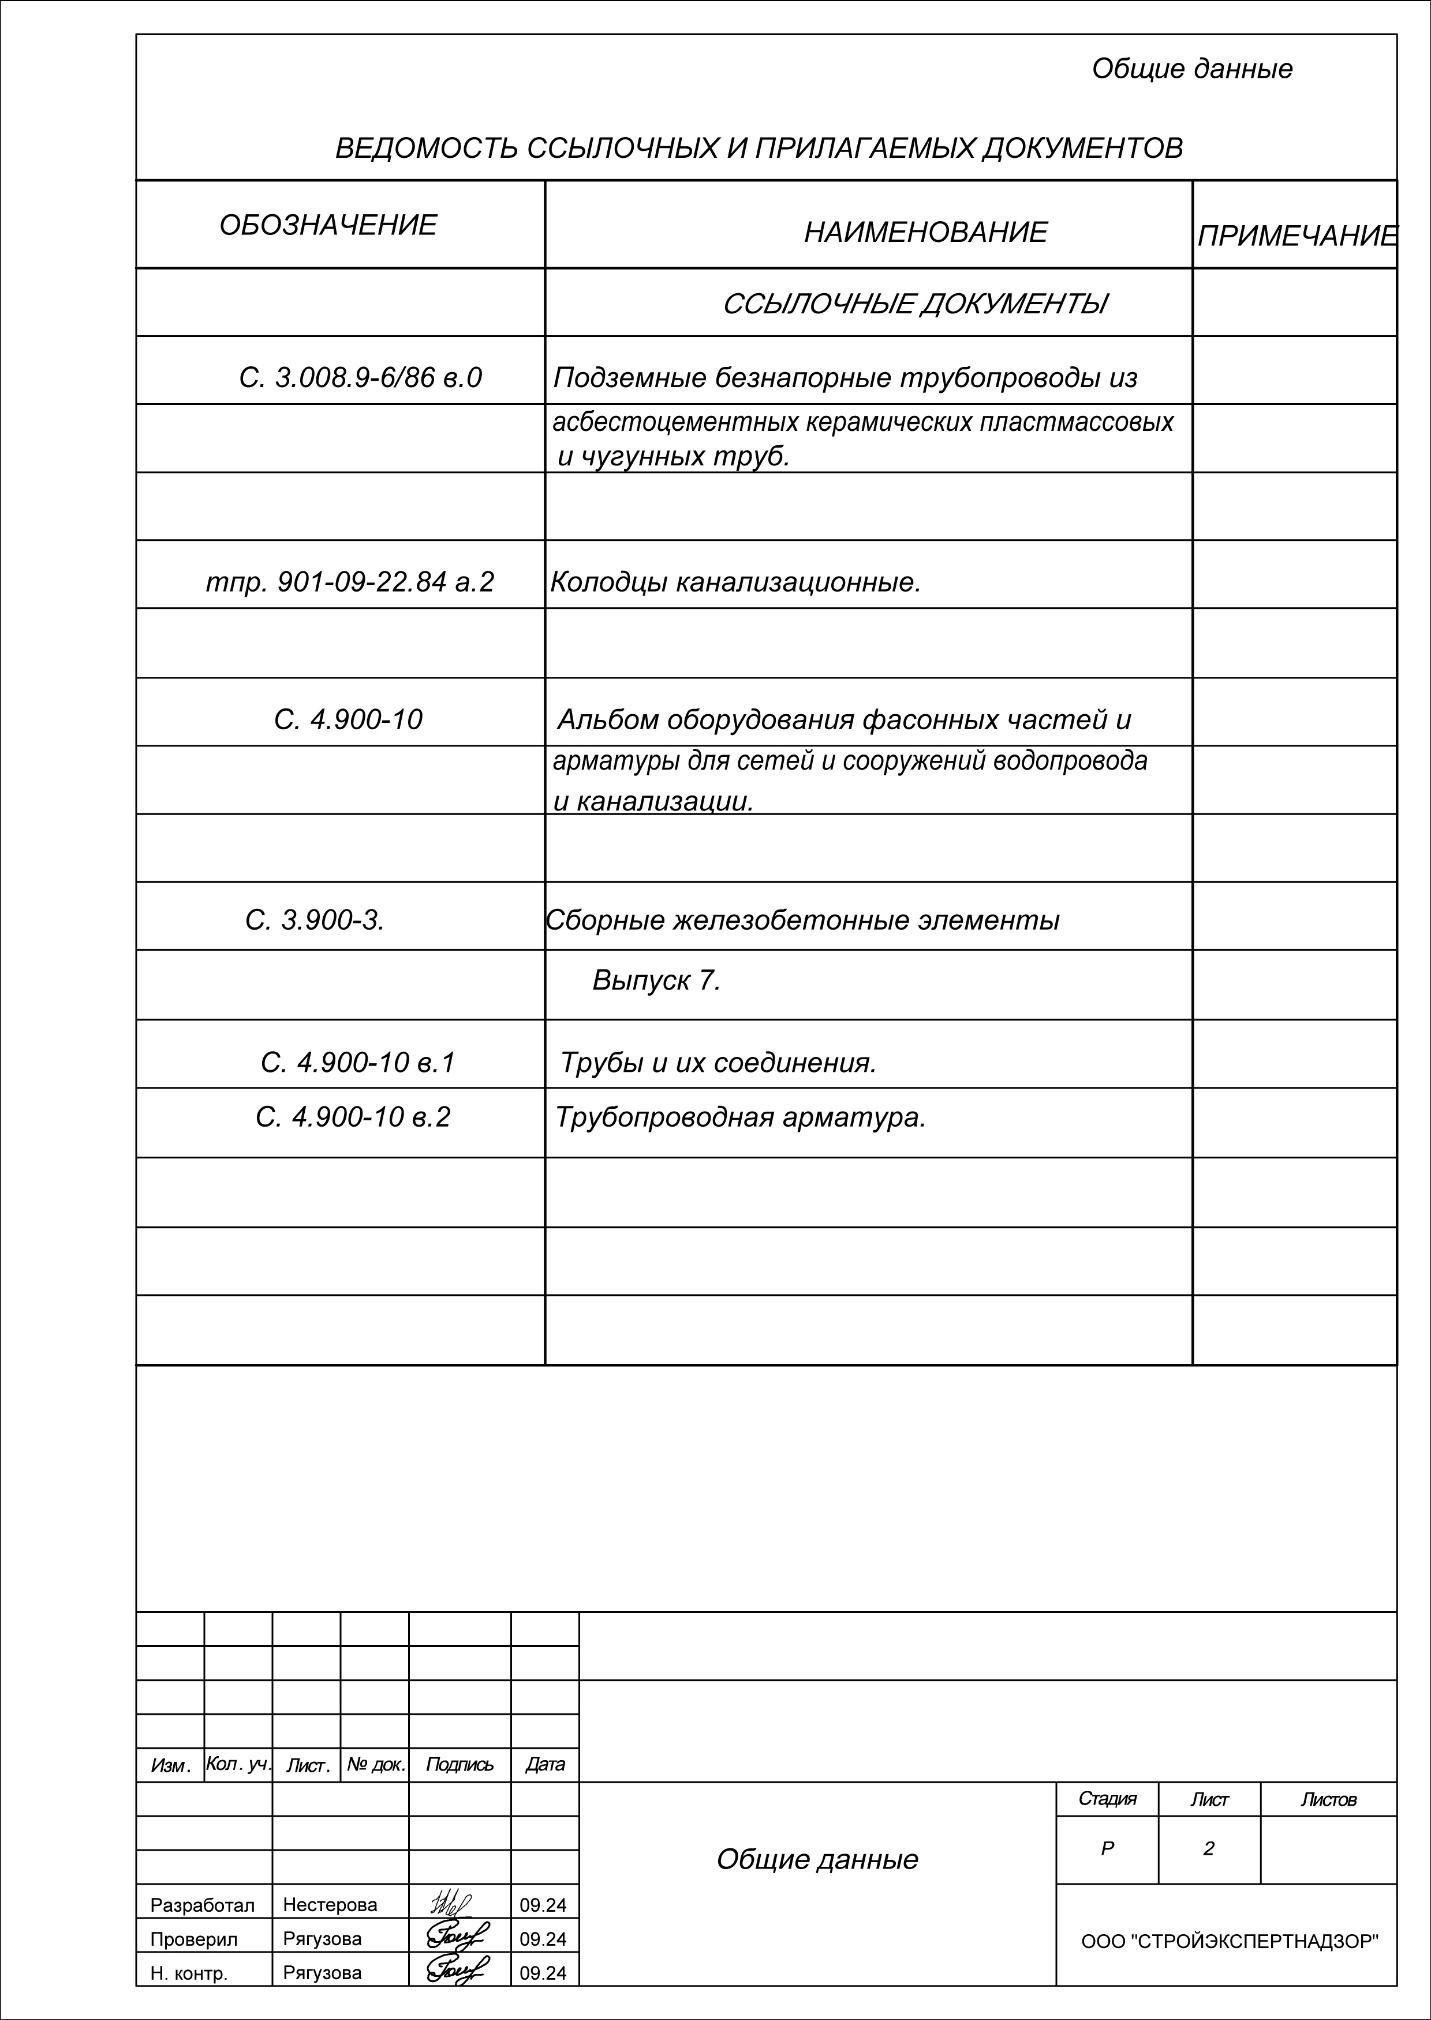 Общие данные
ВЕДОМОСТЬ ССЫЛОЧНЫХ И ПРИЛАГАЕМЫХ ДОКУМЕНТОВ
ОБОЗНАЧЕНИЕ НАИМЕНОВАНИЕ ПРИМЕЧАНИЕ
ССЫЛОЧНЫЕ ДОКУМЕНТЫ
С. 3.008.9-6/86 в.0 Подземные безнапорные трубопроводы из
асбестоцементных керамических пластмассовых
и чугунных труб.
тпр. 901-09-22.84 а.2 Колодцы канализационные.
С. 4.900-10 Альбом оборудования фасонных частей и
арматуры для сетей и сооружений водопровода
и канализации.
С. 3.900-3. Сборные железобетонные элементы
Выпуск 7.
С. 4.900-10 в.1 Трубы и их соединения.
С. 4.900-10 в.2 Трубопроводная арматура.
Изм. Кол. уч. Лист. № док. Подпись Дата
Стадия Лист Листов
Общие данные
Р 2
Разработал Нестерова 09.24
Проверил Рягузова 09.24
Н. контр. Рягузова 09.24
ООО "СТРОЙЭКСПЕРТНАДЗОР"